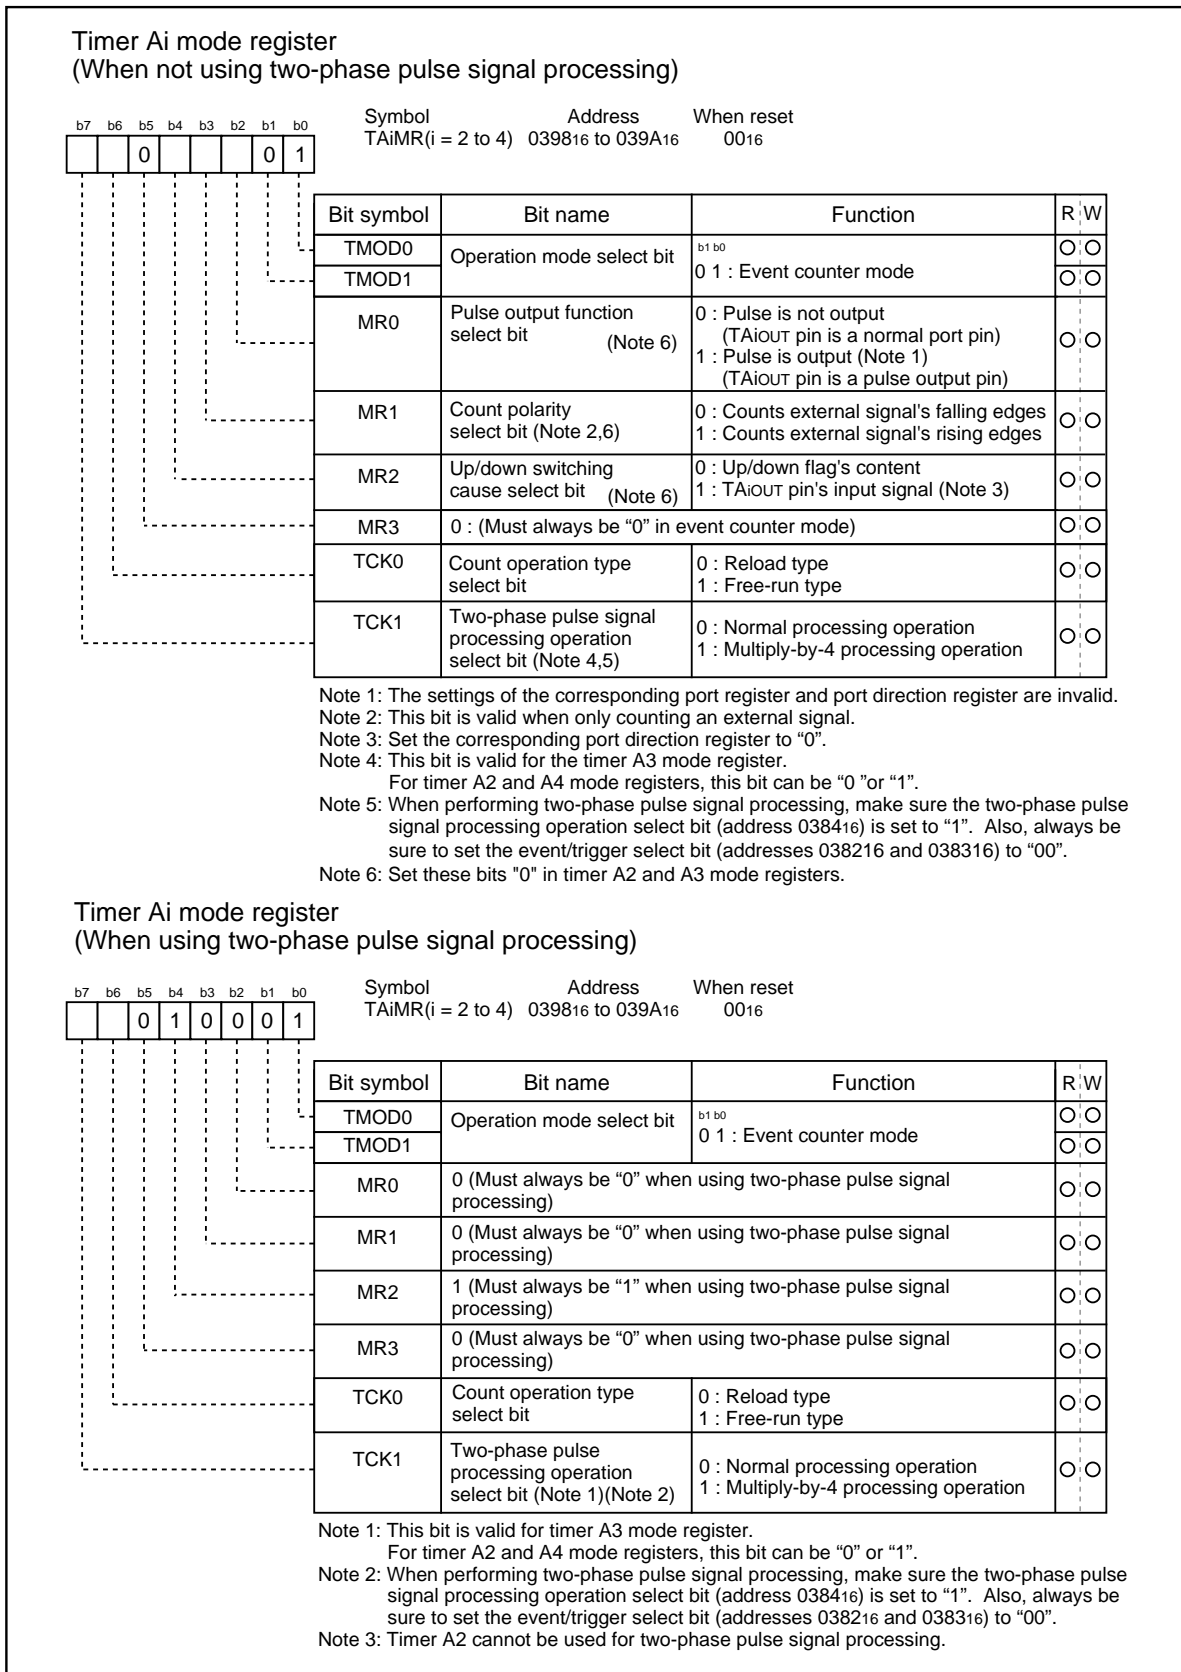 Timer Ai mode register
(When not using two-phase pulse signal processing)
Symbol Address When reset
b7 b6 b5 b4 b3 b2 b1 b0
TAiMR(i = 2 to 4) 039816 to 039A16 0016
0 0 1
Bit symbol Bit name Function R W
TMOD0 Operation mode select bit b1 b0
TMOD1 0 1 : Event counter mode
MR0 Pulse output function 0 : Pulse is not output
select bit (Note 6) (TAiOUT pin is a normal port pin)
1 : Pulse is output (Note 1)
(TAiOUT pin is a pulse output pin)
MR1 Count polarity 0 : Counts external signal's falling edges
select bit (Note 2,6) 1 : Counts external signal's rising edges
MR2 Up/down switching 0 : Up/down flag's content
cause select bit (Note 6) 1 : TAiOUT pin's input signal (Note 3)
MR3 0 : (Must always be “0” in event counter mode)
TCK0 Count operation type 0 : Reload type
select bit 1 : Free-run type
TCK1 Two-phase pulse signal 0 : Normal processing operation
processing operation 1 : Multiply-by-4 processing operation
select bit (Note 4,5)
Note 1: The settings of the corresponding port register and port direction register are invalid.
Note 2: This bit is valid when only counting an external signal.
Note 3: Set the corresponding port direction register to “0”.
Note 4: This bit is valid for the timer A3 mode register.
For timer A2 and A4 mode registers, this bit can be “0 ”or “1”.
Note 5: When performing two-phase pulse signal processing, make sure the two-phase pulse
signal processing operation select bit (address 038416) is set to “1”. Also, always be
sure to set the event/trigger select bit (addresses 038216 and 038316) to “00”.
Note 6: Set these bits "0" in timer A2 and A3 mode registers.
Timer Ai mode register
(When using two-phase pulse signal processing)
Symbol Address When reset
b7 b6 b5 b4 b3 b2 b1 b0
TAiMR(i = 2 to 4) 039816 to 039A16 0016
0 1 0 0 0 1
Bit symbol Bit name Function R W
TMOD0 Operation mode select bit b1 b0
TMOD1 0 1 : Event counter mode
MR0 0 (Must always be “0” when using two-phase pulse signal
processing)
MR1 0 (Must always be “0” when using two-phase pulse signal
processing)
MR2 1 (Must always be “1” when using two-phase pulse signal
processing)
MR3 0 (Must always be “0” when using two-phase pulse signal
processing)
TCK0 Count operation type 0 : Reload type
select bit 1 : Free-run type
TCK1 Two-phase pulse 0 : Normal processing operation
processing operation 1 : Multiply-by-4 processing operation
select bit (Note 1)(Note 2)
Note 1: This bit is valid for timer A3 mode register.
For timer A2 and A4 mode registers, this bit can be “0” or “1”.
Note 2: When performing two-phase pulse signal processing, make sure the two-phase pulse
signal processing operation select bit (address 038416) is set to “1”. Also, always be
sure to set the event/trigger select bit (addresses 038216 and 038316) to “00”.
Note 3: Timer A2 cannot be used for two-phase pulse signal processing.